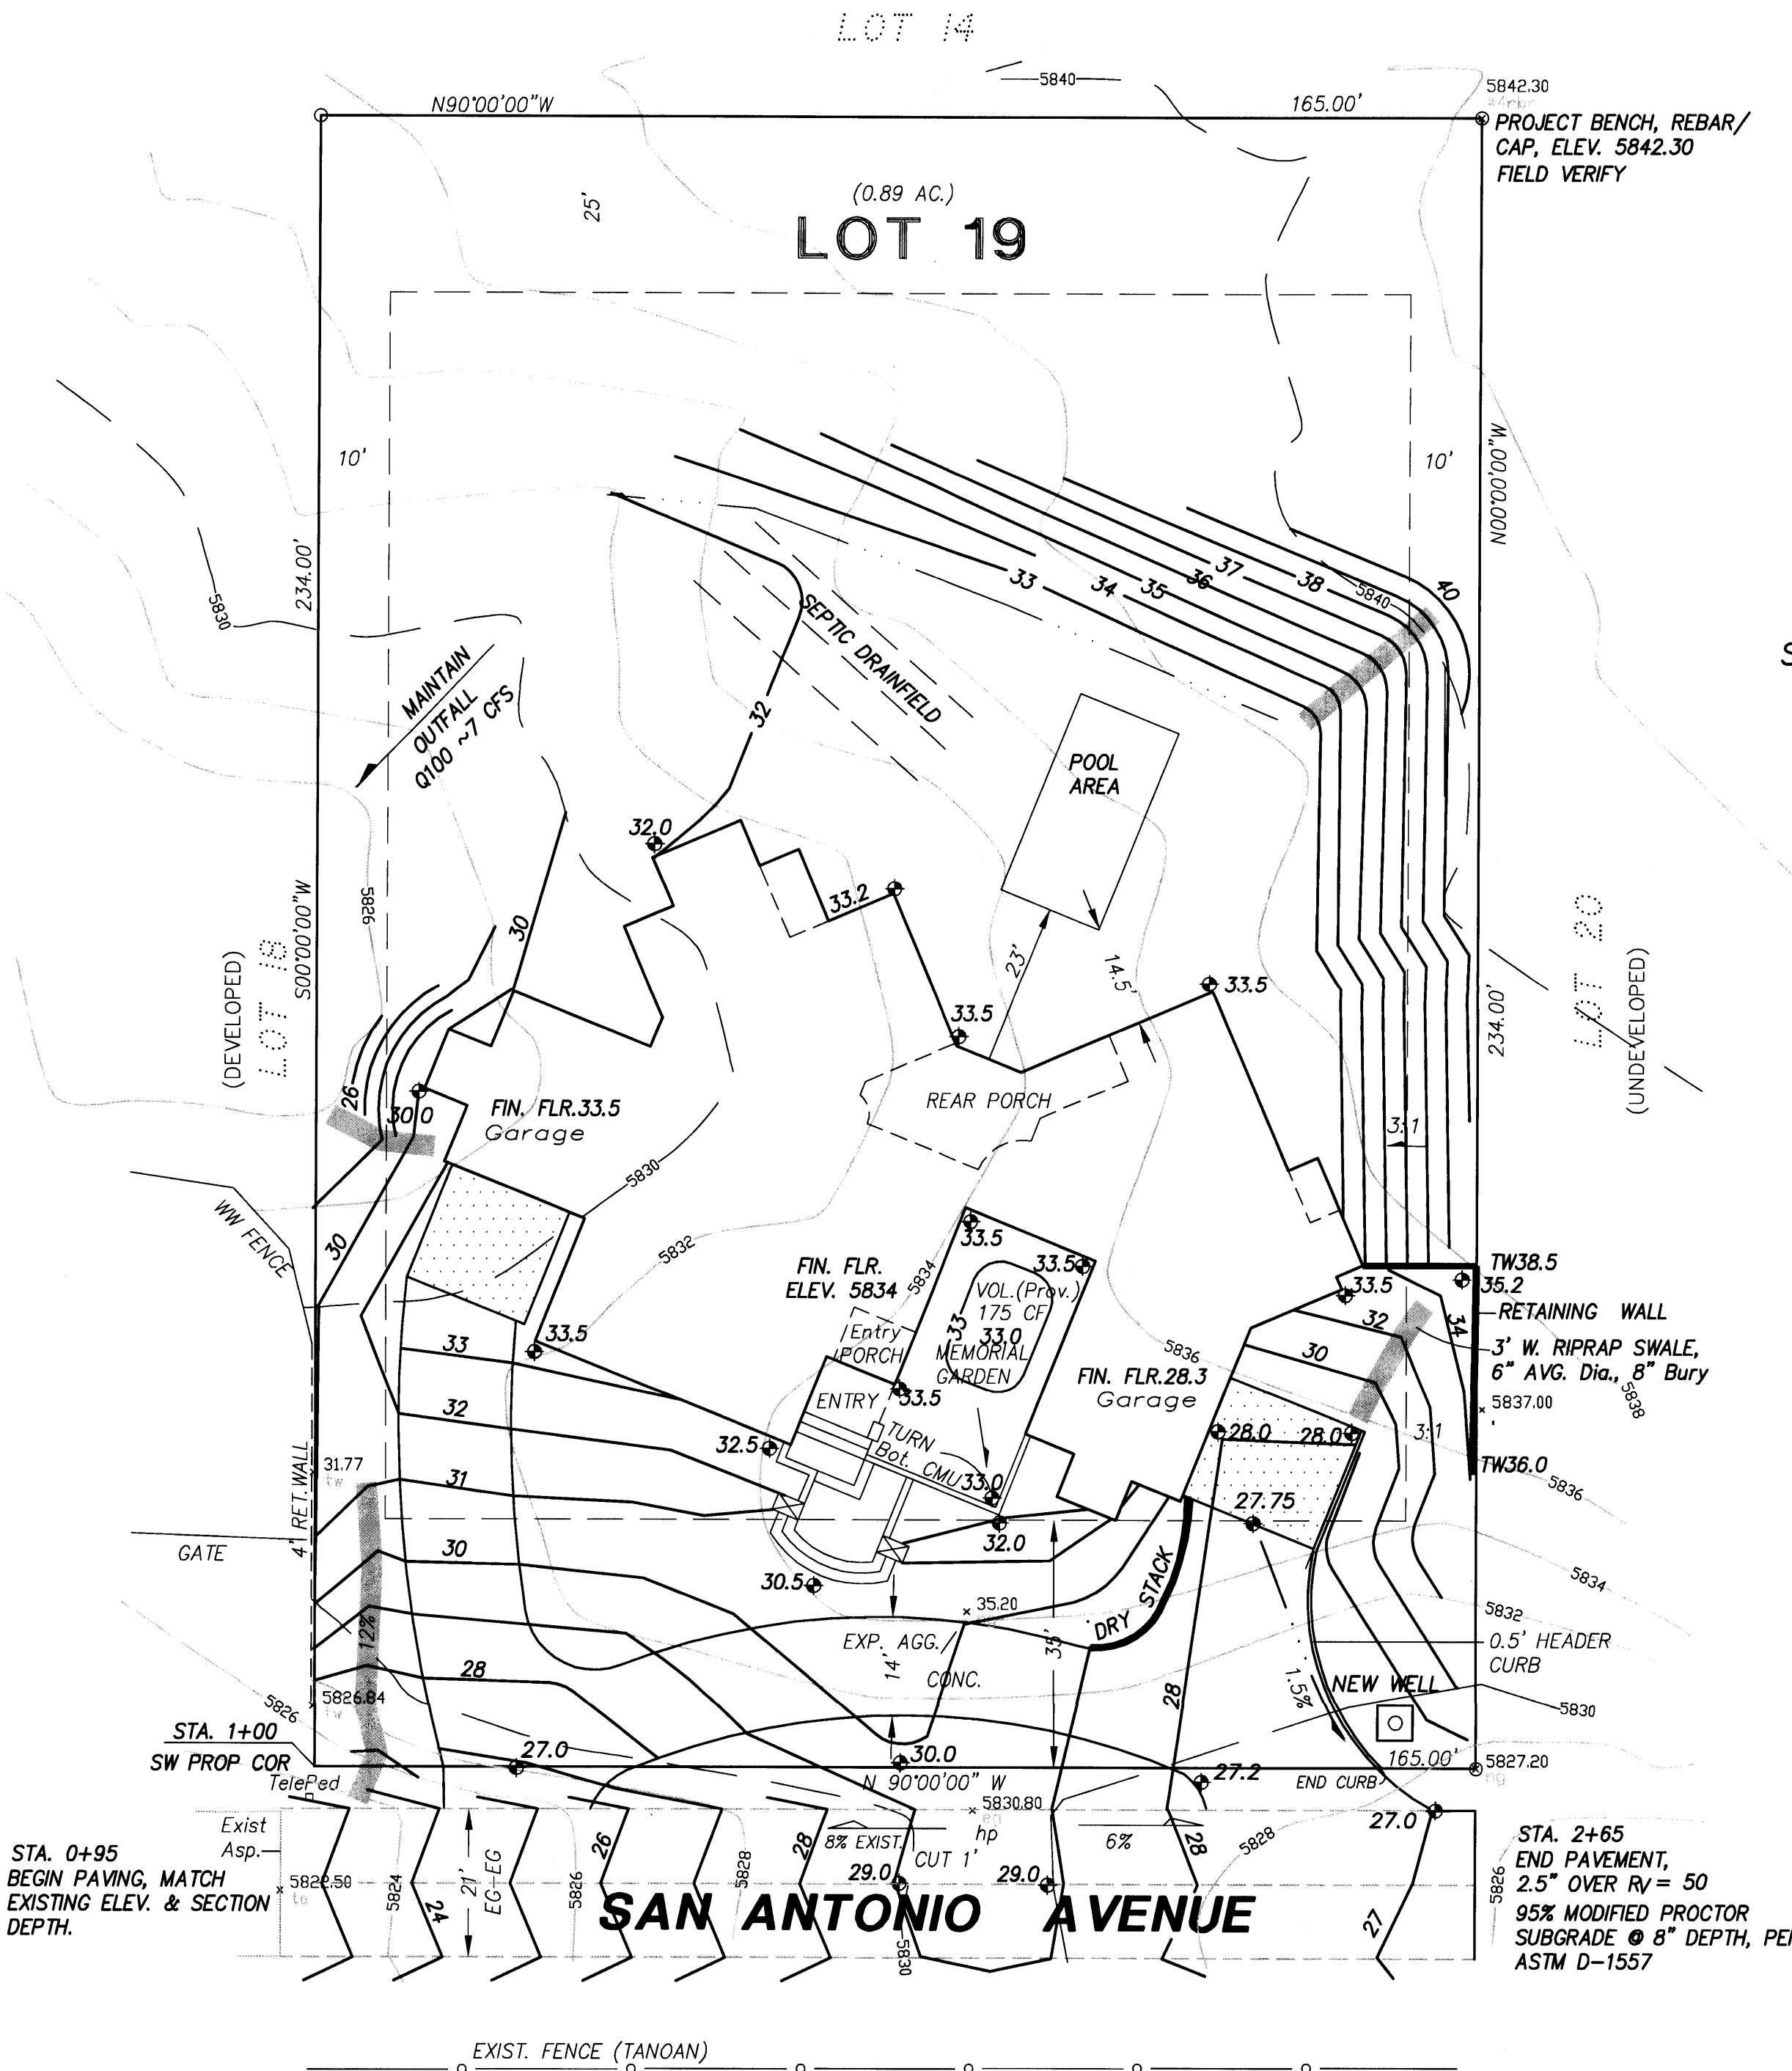 LOT 14
5840
5842.30
#4rbr
N90°00'00"W
165.00'
PROJECT BENCH, REBAR/
CAP, ELEV. 5842.30
FIELD VERIFY
(0.89 AC.)
LOT 19
25'
10'
10'
N00°00'00"W
234.00'
5830
33
34
35
36
37
38
5840
40
SEPTIC DRAINFIELD
MAINTAIN
OUTFALL
Q100 ~7 CFS
32
POOL
AREA
32.0
33.2
5826
S00°00'00"W
(DEVELOPED)
LOT 18
30
23'
14.5'
33.5
33.5
LOT 20
(UNDEVELOPED)
234.00'
26
30.0
FIN. FLR.33.5
Garage
REAR PORCH
3:1
5830
WW FENCE
30
5832
FIN. FLR.
ELEV. 5834
5834
33.5
33.5
VOL.(Prov.)
175 CF
33
33.0
MEMORIAL
GARDEN
Entry
PORCH
ENTRY
33.5
TURN
Bot. CMU
33.0
TW38.5
35.2
33.5
34
RETAINING WALL
32
3' W. RIPRAP SWALE,
6" AVG. Dia., 8" Bury
5836
30
FIN. FLR.28.3
Garage
5838
5837.00
33
33.5
32
32.5
28.0
28.0
3:1
TW36.0
31.77
tw
31
27.75
5836
4' RET.WALL
GATE
30
32.0
30.5
35.20
DRY STACK
5834
5832
12%
EXP. AGG.
14'
CONC.
35'
0.5' HEADER
CURB
28
28
1.5%
NEW WELL
5826
5826.84
tw
5830
STA. 1+00
SW PROP COR
27.0
30.0
N 90°00'00" W
27.2
165.00'
5827.20
ng
END CURB
TelePed
Exist
Asp.
5830.80
hp
27.0
STA. 0+95
BEGIN PAVING, MATCH
EXISTING ELEV. & SECTION
DEPTH.
5822.50
ta
5824
24
21'
EG-EG
5826
26
5828
28
8% EXIST.
CUT 1'
6%
28
5828
29.0
29.0
SAN ANTONIO AVENUE
5830
27
5826
STA. 2+65
END PAVEMENT,
2.5" OVER RV = 50
95% MODIFIED PROCTOR
SUBGRADE @ 8" DEPTH, PE
ASTM D-1557
EXIST. FENCE (TANOAN)